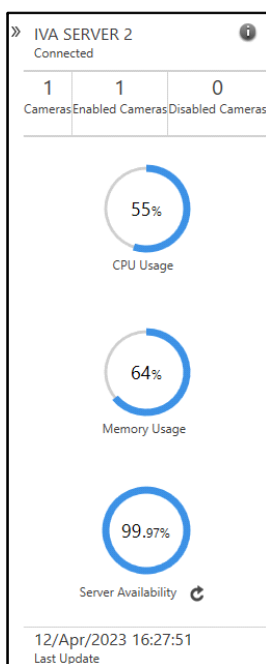 IVA SERVER 2
Connected
1 1 0
Cameras Enabled Cameras Disabled Cameras
55%
CPU Usage
64%
Memory Usage
99.97%
Server Availability
12/Apr/2023 16:27:51
Last Update